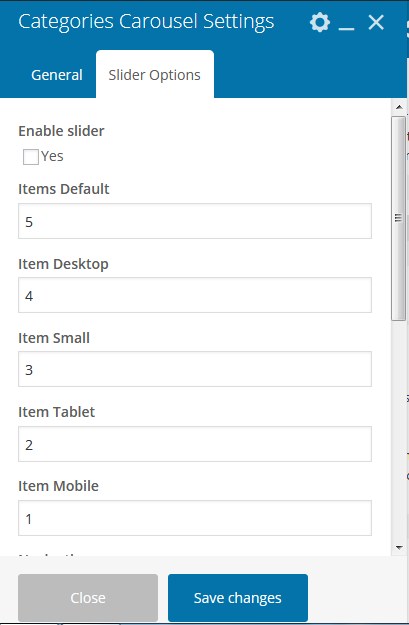 Categories Carousel Settings
General
Slider Options
Enable slider
Yes
Items Default
5
Item Desktop
4
Item Small
3
Item Tablet
2
Item Mobile
1
Close
Save changes